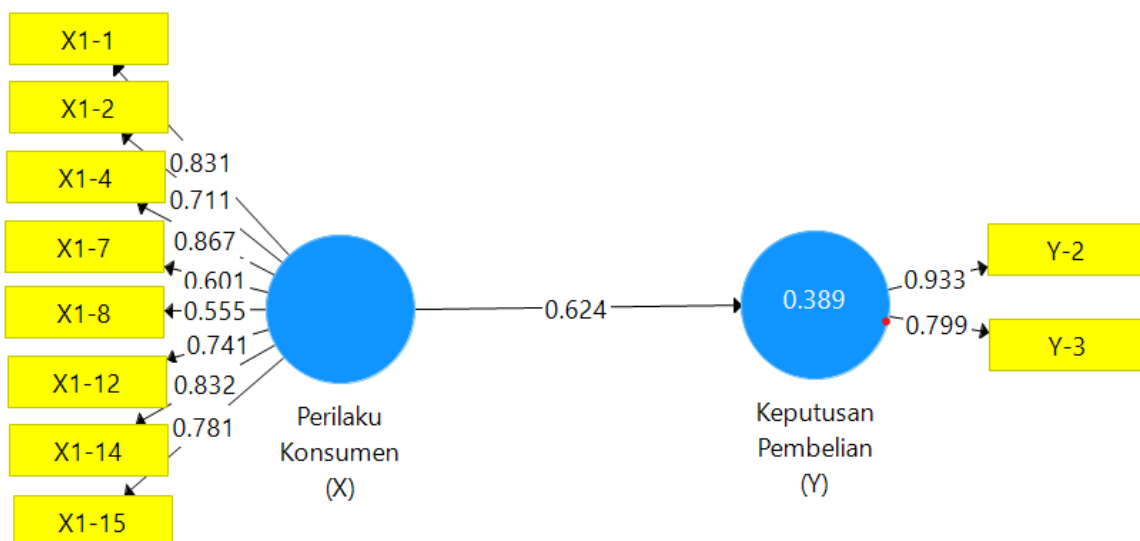 X1-1
X1-2
X1-4
X1-7
X1-8
X1-12
X1-14
X1-15
0.831
0.711
0.867
0.601
0.555
0.741
0.832
0.781
Perilaku
Konsumen
(X)
0.624
0.389
Keputusan
Pembelian
(Y)
0.933
0.799
Y-2
Y-3